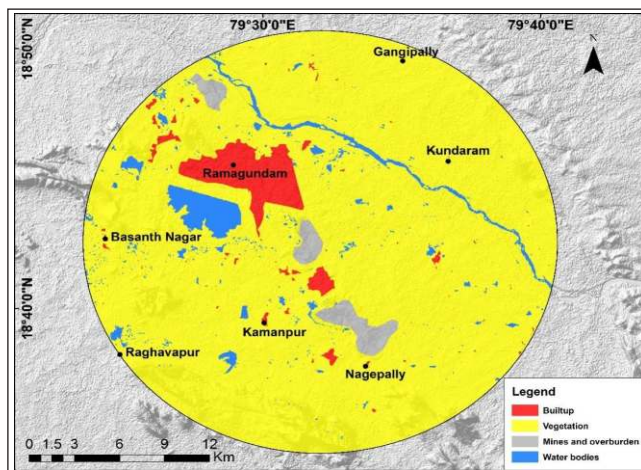 79°30'0"E
79°40'0"E
18°50'0"N
N
Gangipally
Kundaram
Ramagundam
Basanth Nagar
18°40'0"N
Kamanpur
Raghavapur
Nagepally
Legend
Builtup
Vegetation
Mines and overburden
Water bodies
0 1.5 3 6 9 12
Km